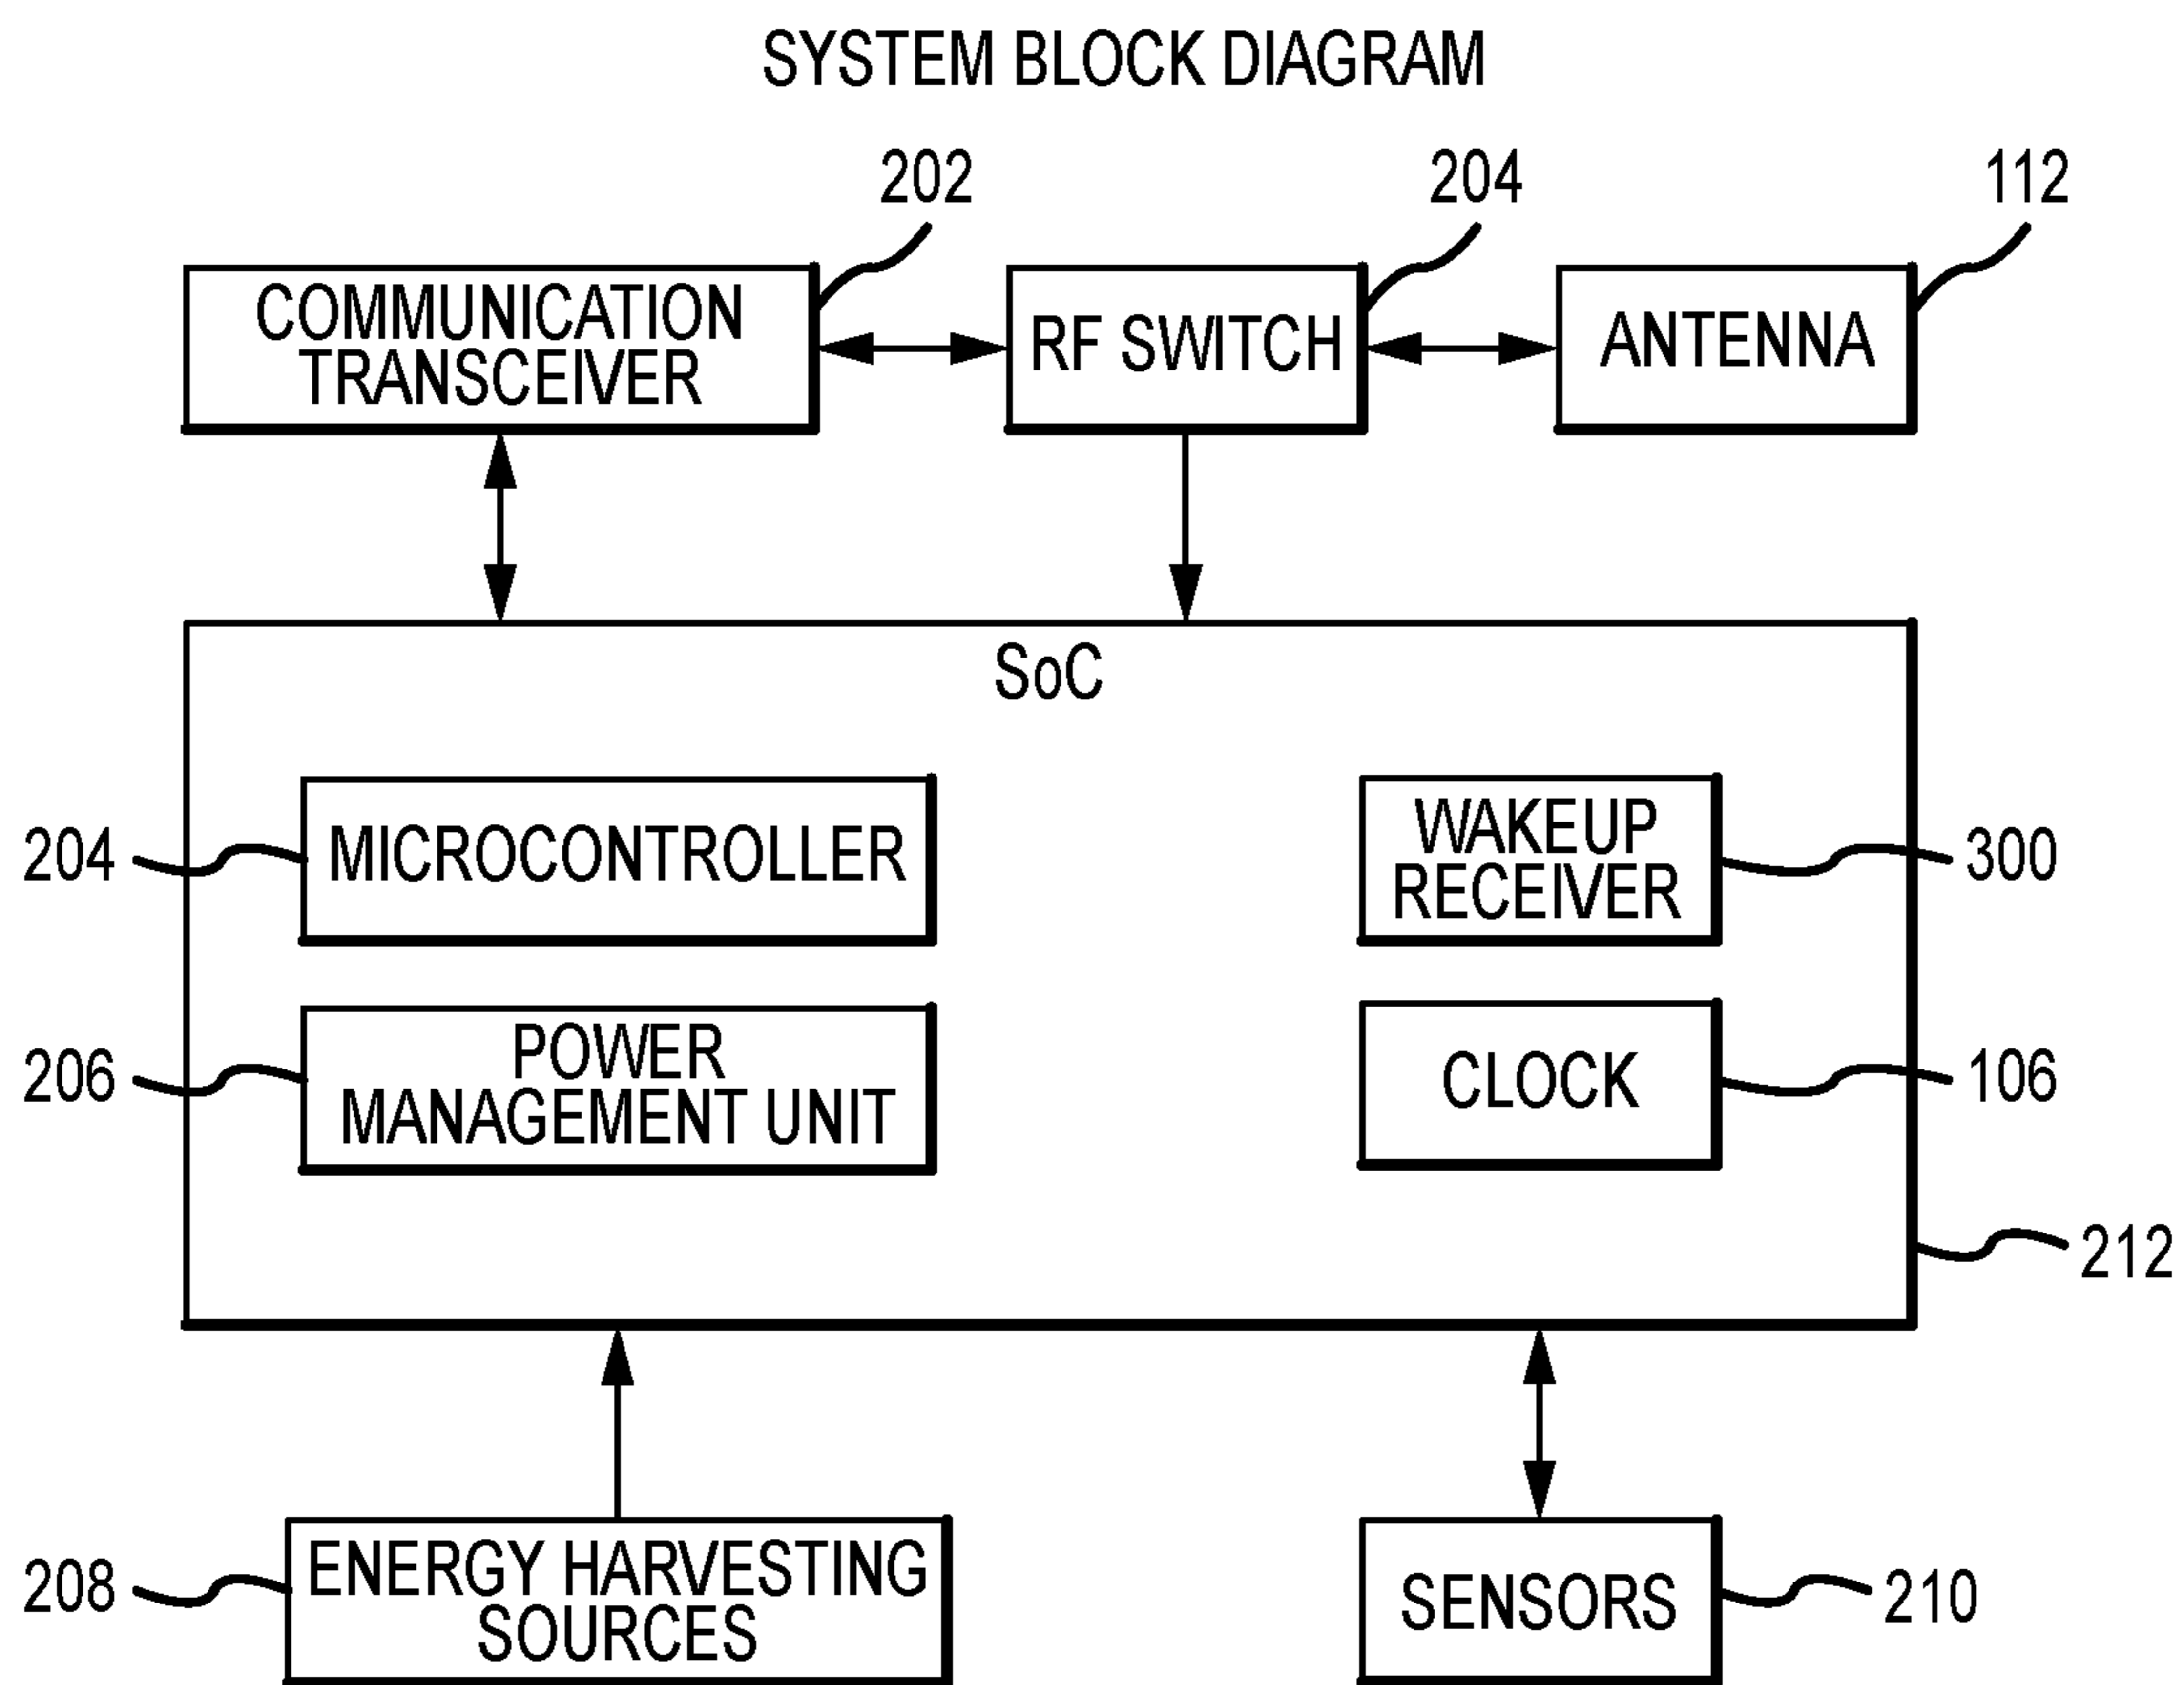 SYSTEM BLOCK DIAGRAM
202
204
112
COMMUNICATION
TRANSCEIVER
RF SWITCH
ANTENNA
SoC
204
MICROCONTROLLER
WAKEUP
RECEIVER
300
206
POWER
MANAGEMENT UNIT
CLOCK
106
212
208
ENERGY HARVESTING
SOURCES
SENSORS
210